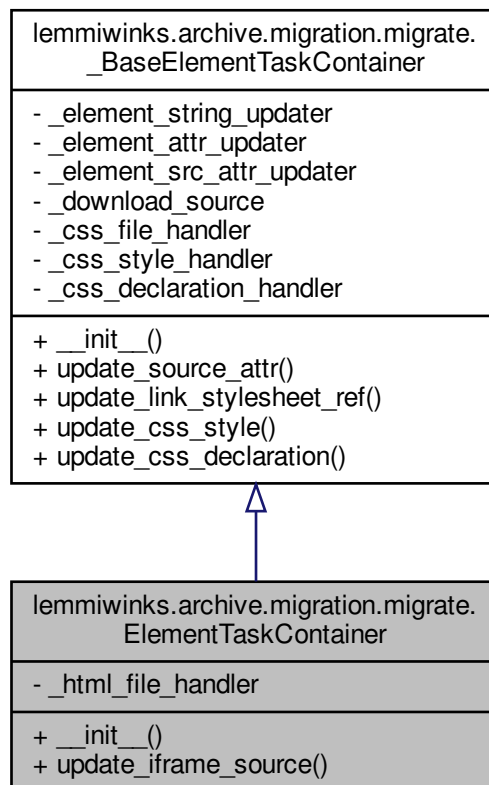 lemmiwinks.archive.migration.migrate.
_BaseElementTaskContainer
- _element_string_updater
- _element_attr_updater
- _element_src_attr_updater
- _download_source
- _css_file_handler
- _css_style_handler
- _css_declaration_handler
+ __init__()
+ update_source_attr()
+ update_link_stylesheet_ref()
+ update_css_style()
+ update_css_declaration()
lemmiwinks.archive.migration.migrate.
ElementTaskContainer
- _html_file_handler
+ __init__()
+ update_iframe_source()